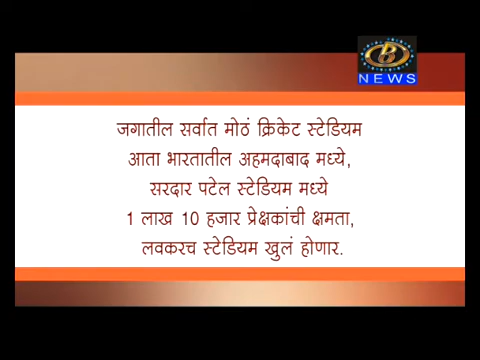 B
NEWS
जगातील सर्वात मोठं क्रिकेट स्टेडियम
आता भारतातील अहमदाबाद मध्ये,
सरदार पटेल स्टेडियम मध्ये
1 लाख 10 हजार प्रेक्षकांची क्षमता,
लवकरच स्टेडियम खुलं होणार.